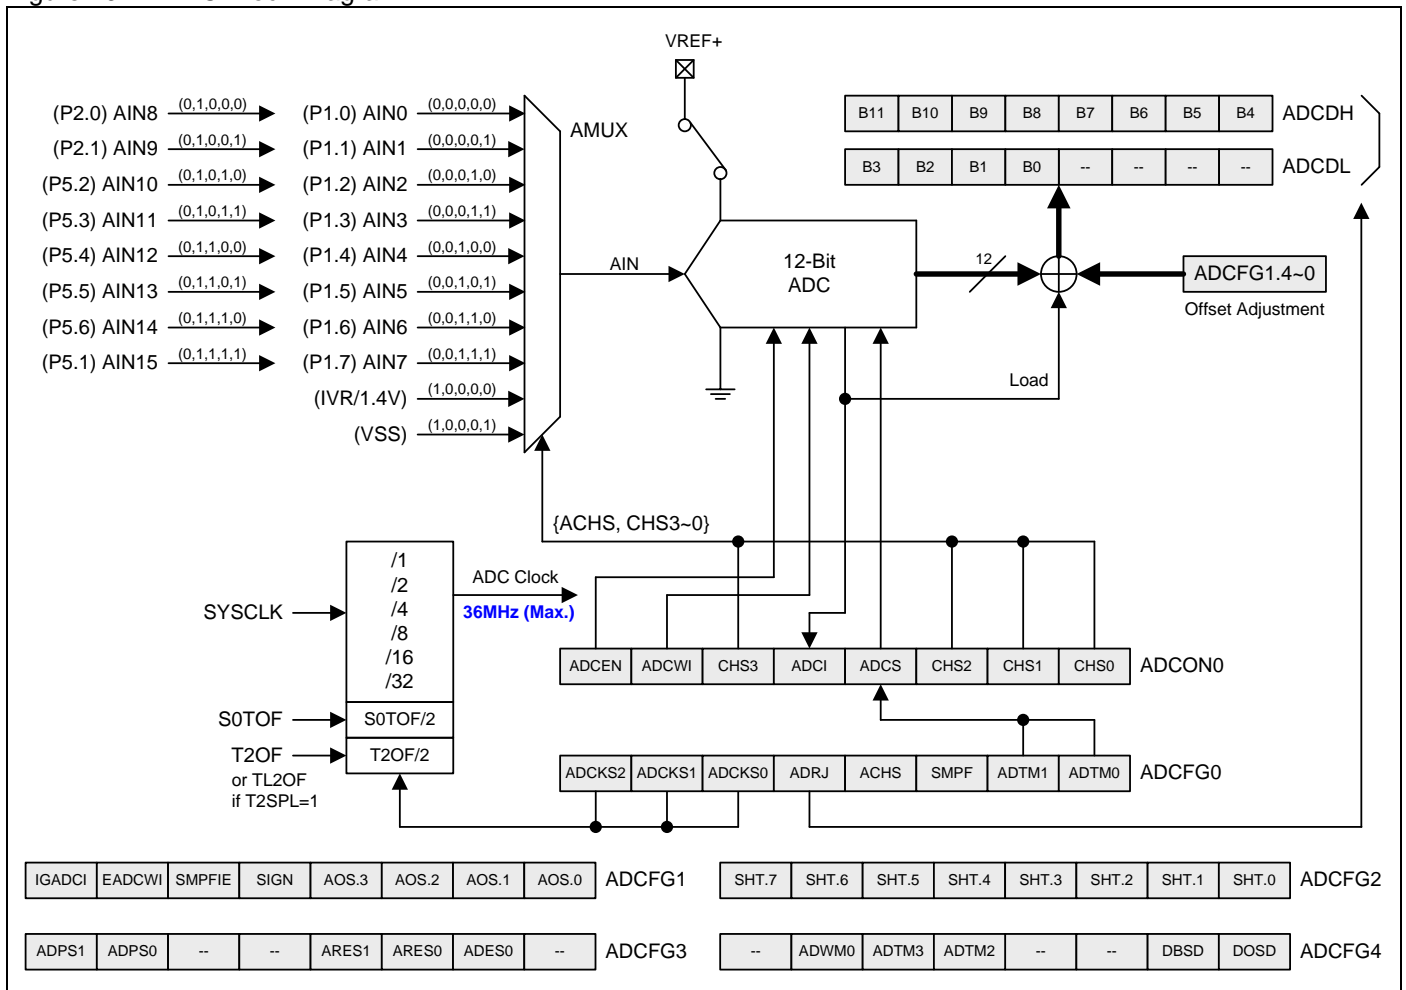 VREF+
(P2.0) AIN8 (0,1,0,0,0) (P1.0) AIN0 (0,0,0,0,0)
(P2.1) AIN9 (0,1,0,0,1) (P1.1) AIN1 (0,0,0,0,1)
(P5.2) AIN10 (0,1,0,1,0) (P1.2) AIN2 (0,0,0,1,0)
(P5.3) AIN11 (0,1,0,1,1) (P1.3) AIN3 (0,0,0,1,1)
(P5.4) AIN12 (0,1,1,0,0) (P1.4) AIN4 (0,0,1,0,0)
(P5.5) AIN13 (0,1,1,0,1) (P1.5) AIN5 (0,0,1,0,1)
(P5.6) AIN14 (0,1,1,1,0) (P1.6) AIN6 (0,0,1,1,0)
(P5.1) AIN15 (0,1,1,1,1) (P1.7) AIN7 (0,0,1,1,1)
(IVR/1.4V) (1,0,0,0,0)
(VSS) (1,0,0,0,1)
AMUX
AIN
12-Bit
ADC
12
B11 B10 B9 B8 B7 B6 B5 B4 ADCDH
B3 B2 B1 B0 -- -- -- -- ADCDL
ADCFG1.4~0
Offset Adjustment
Load
{ACHS, CHS3~0}
SYSCLK
/1
/2
/4
/8
/16
/32
ADC Clock
36MHz (Max.)
S0TOF S0TOF/2
T2OF T2OF/2
or TL2OF
if T2SPL=1
ADCEN ADCWI CHS3 ADCI ADCS CHS2 CHS1 CHS0 ADCON0
ADCKS2 ADCKS1 ADCKS0 ADRJ ACHS SMPF ADTM1 ADTM0 ADCFG0
IGADCI EADCWI SMPFIE SIGN AOS.3 AOS.2 AOS.1 AOS.0 ADCFG1
SHT.7 SHT.6 SHT.5 SHT.4 SHT.3 SHT.2 SHT.1 SHT.0 ADCFG2
ADPS1 ADPS0 -- -- ARES1 ARES0 ADES0 -- ADCFG3
-- ADWM0 ADTM3 ADTM2 -- -- DBSD DOSD ADCFG4